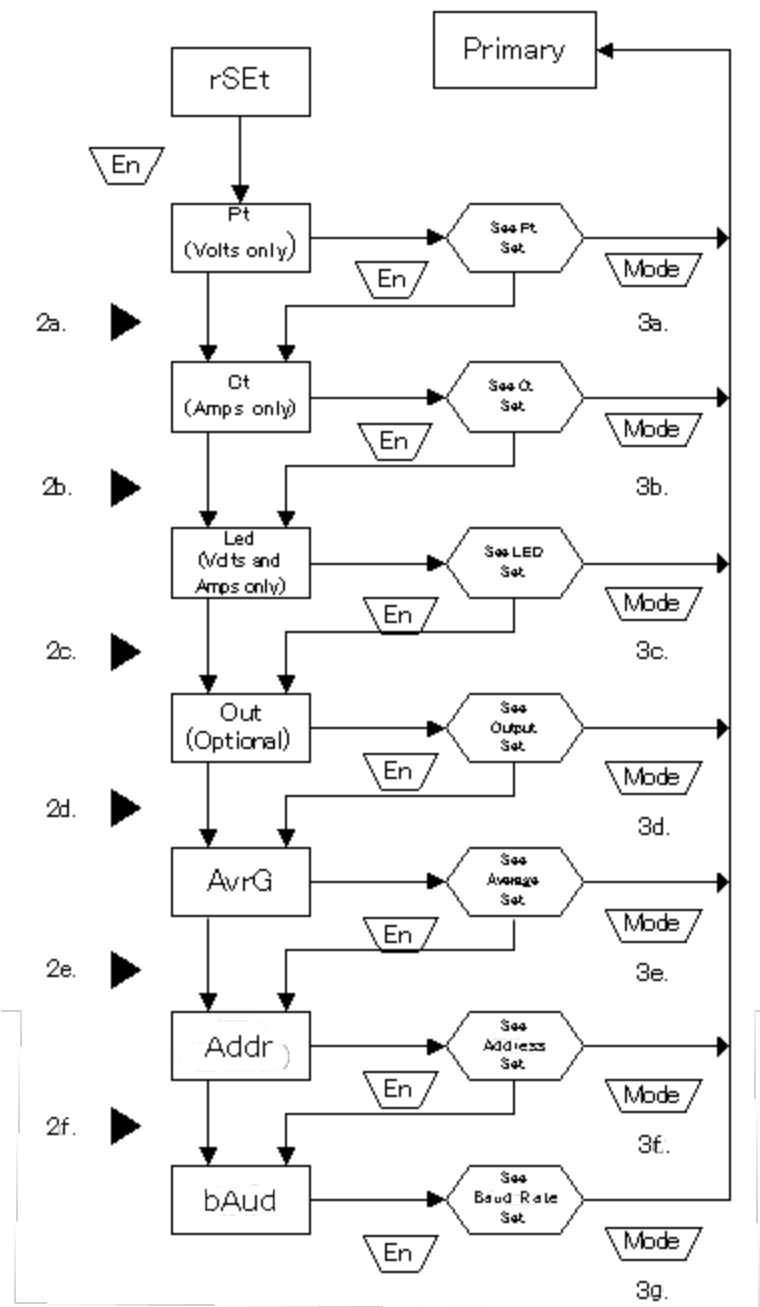 Primary
rSEt
En
Pt
(Volts only)
See Pt
Set
En
Mode
2a.
3a.
Ct
(Amps only)
See Ct
Set
En
Mode
2b.
3b.
Led
(Volts and
Amps only)
See LED
Set
En
Mode
2c.
3c.
Out
(Optional)
See
Output
Set
En
Mode
2d.
3d.
AvrG
See
Average
Set
En
Mode
2e.
3e.
Addr
See
Address
Set
En
Mode
2f.
3f.
bAud
See
Baud Rate
Set
En
Mode
3g.